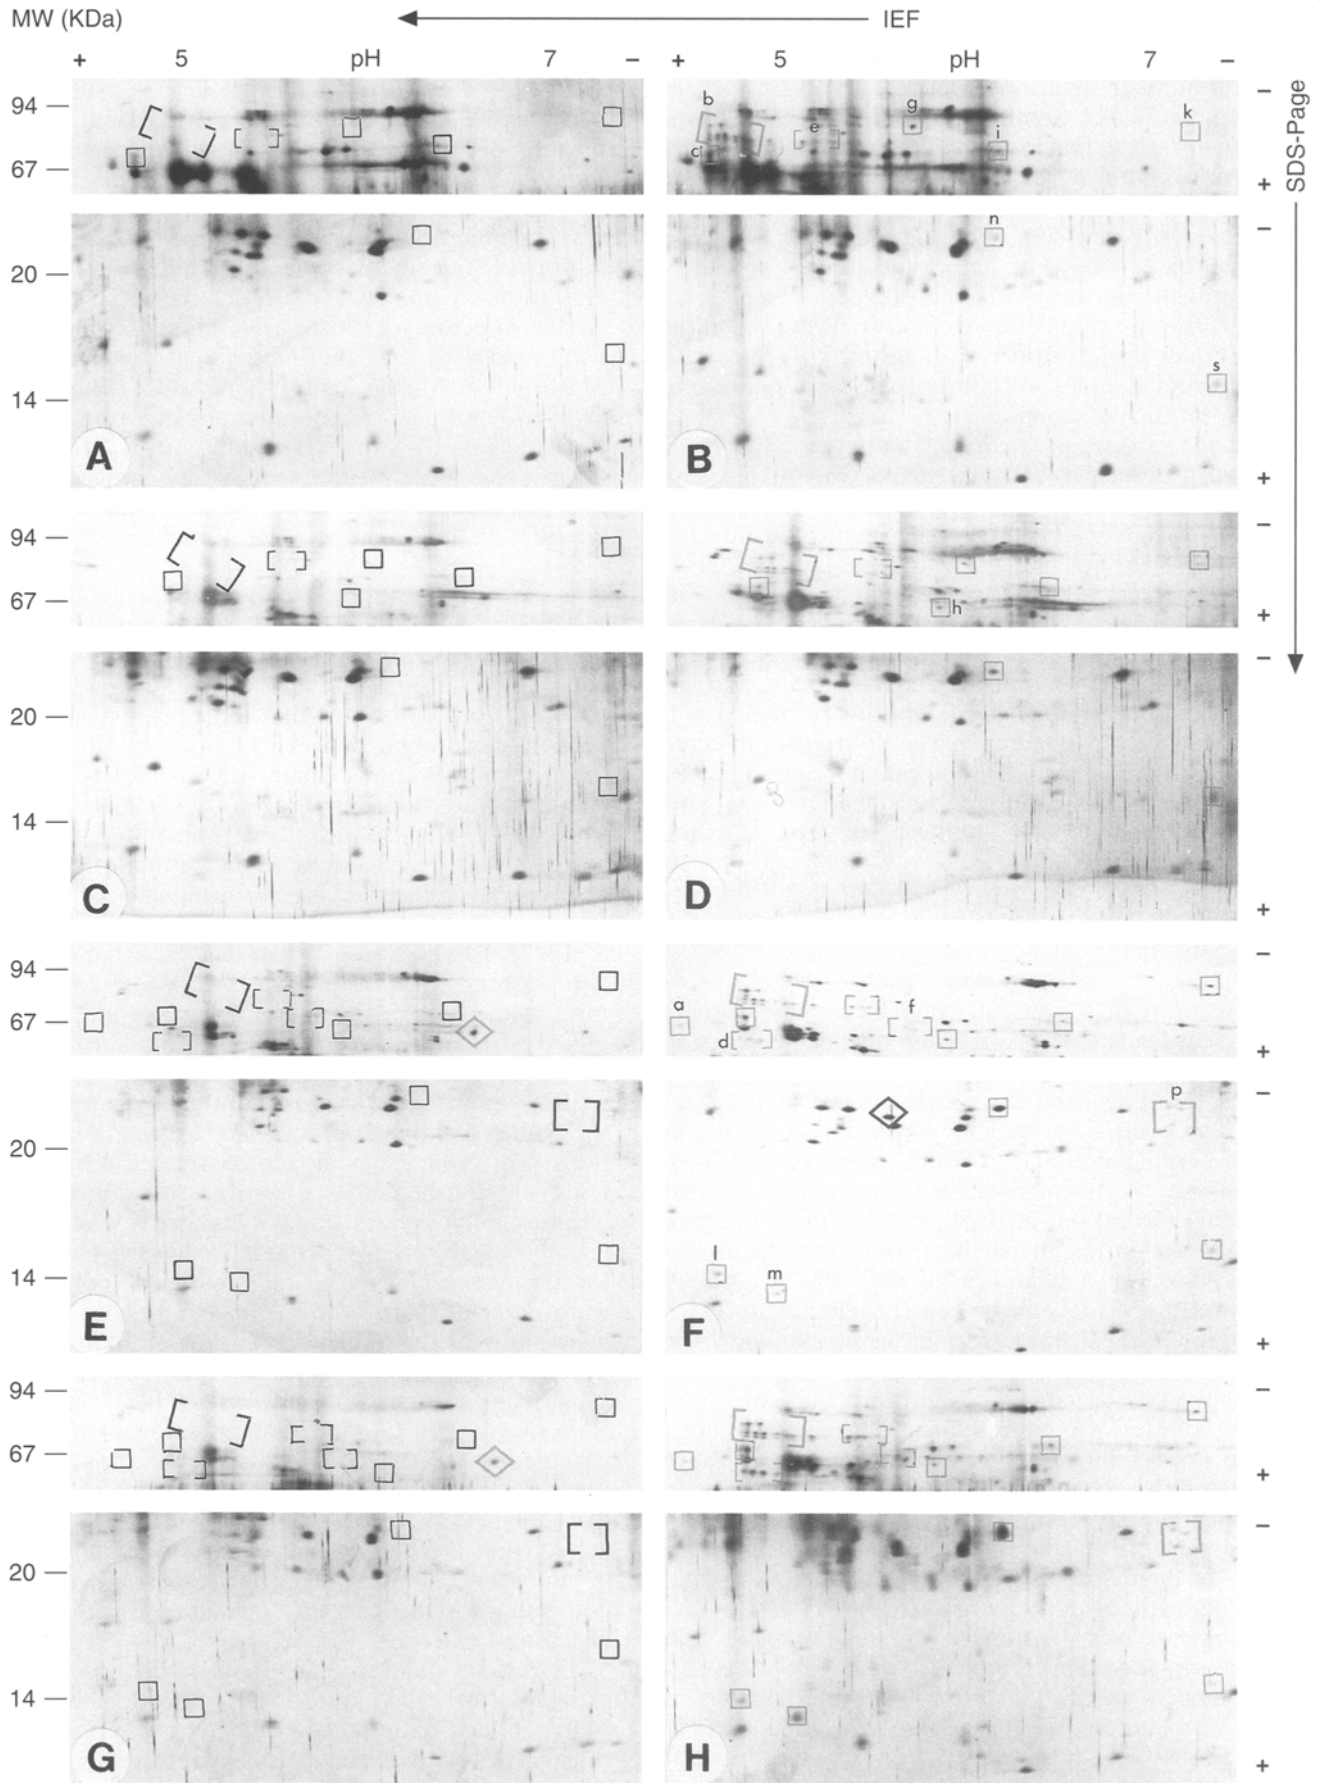 MW (KDa) IEF
+ 5 pH 7 − + 5 pH 7 −
94 − b g k −
e i
c
67 − + SDS-Page
n −
20 −
s
14 −
A B +
94 − −
67 − h +
−
20 −
14 −
C D +
94 − −
a f
67 −
d +
p −
20 −
l m
14 −
E F +
94 − −
67 − +
−
20 −
14 −
G H +